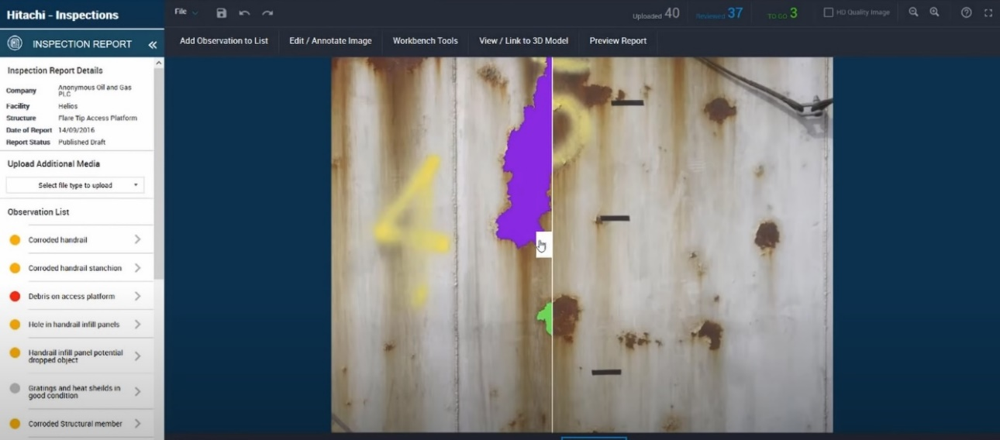 Hitachi - Inspections
File
Uploaded 40
Reviewed 37
TO GO 3
HD Quality Image
INSPECTION REPORT
Add Observation to List
Edit / Annotate Image
Workbench Tools
View / Link to 3D Model
Preview Report
Inspection Report Details
Company Anonymous Oil and Gas
PLC
Facility Helios
Structure Flare Tip Access Platform
Date of Report 14/09/2016
Report Status Published Draft
Upload Additional Media
Select file type to upload
Observation List
Corroded handrail
Corroded handrail stanchion
Debris on access platform
Hole in handrail infill panels
Handrail infill panel potential
dropped object
Gratings and heat sheilds in
good condition
Corroded Structural member
4